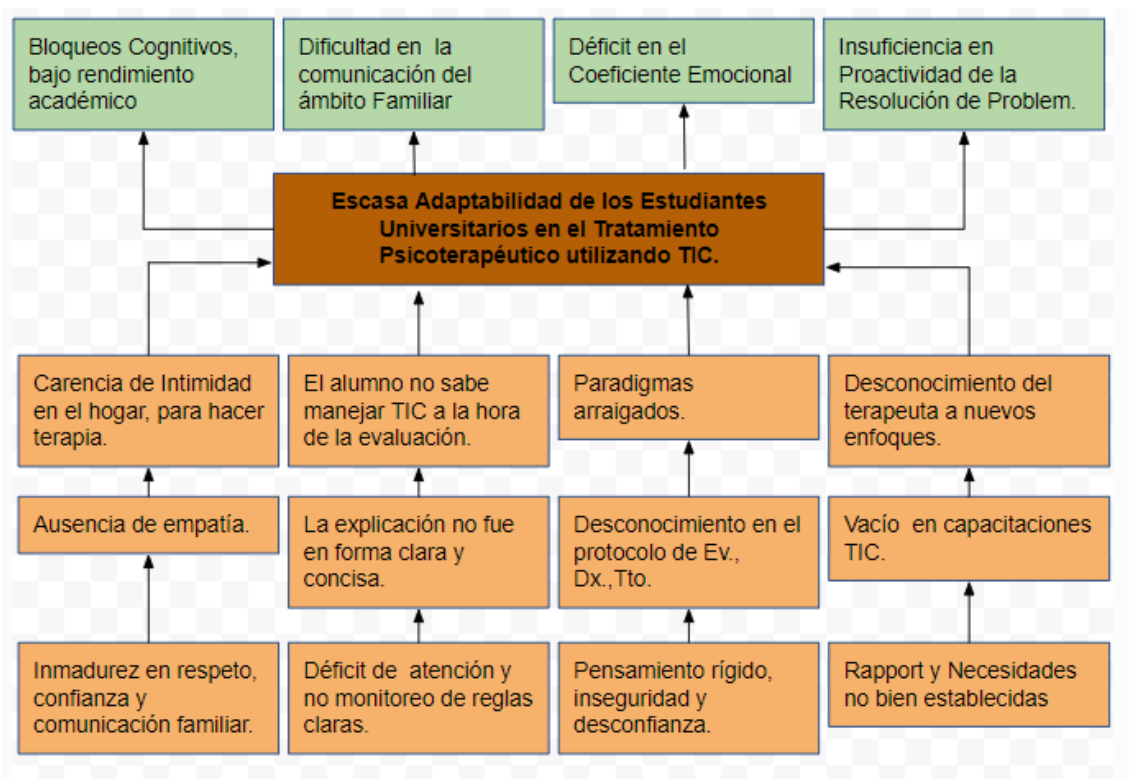 Bloqueos Cognitivos,
bajo rendimiento
académico
Dificultad en la
comunicación del
ámbito Familiar
Déficit en el
Coeficiente Emocional
Insuficiencia en
Proactividad de la
Resolución de Problem.
Escasa Adaptabilidad de los Estudiantes
Universitarios en el Tratamiento
Psicoterapéutico utilizando TIC.
Carencia de Intimidad
en el hogar, para hacer
terapia.
El alumno no sabe
manejar TIC a la hora
de la evaluación.
Paradigmas
arraigados.
Desconocimiento del
terapeuta a nuevos
enfoques.
Ausencia de empatía.
La explicación no fue
en forma clara y
concisa.
Desconocimiento en el
protocolo de Ev.,
Dx.,Tto.
Vacío en capacitaciones
TIC.
Inmadurez en respeto,
confianza y
comunicación familiar.
Déficit de atención y
no monitoreo de reglas
claras.
Pensamiento rígido,
inseguridad y
desconfianza.
Rapport y Necesidades
no bien establecidas